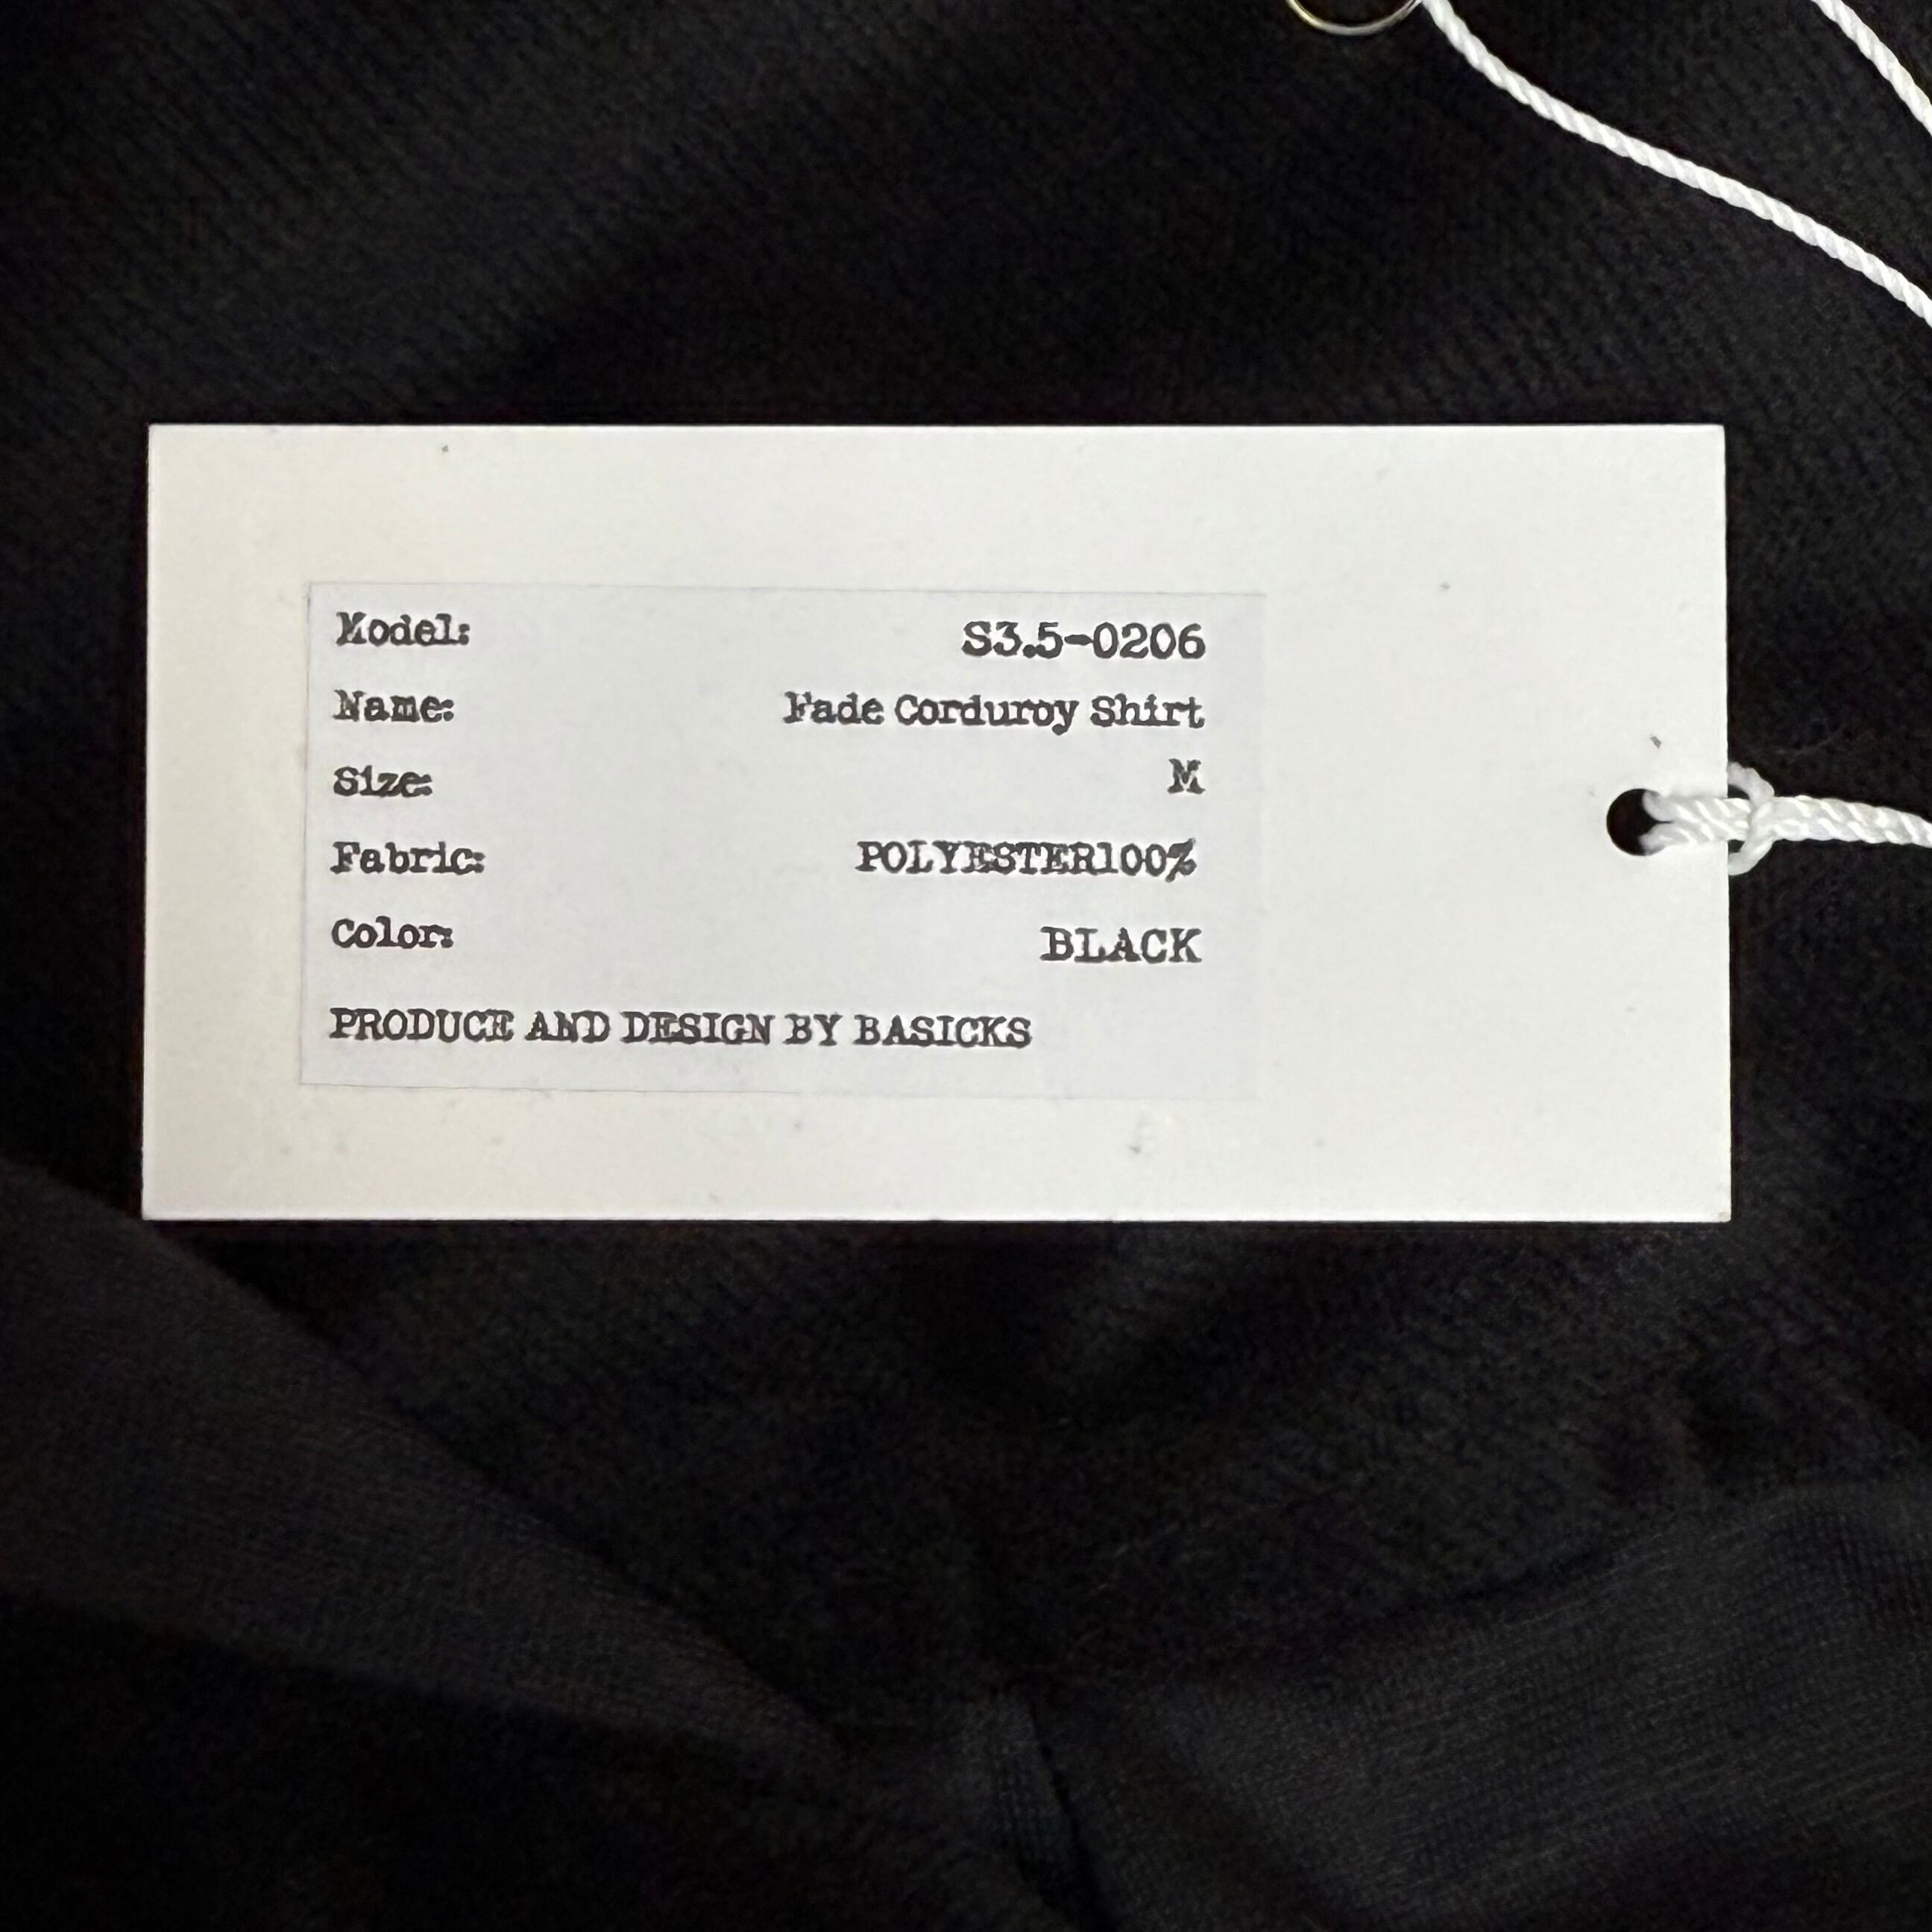 Model: S3.5-0206
Name: Fade Corduroy Shirt
Size: M
Fabric: POLYESTER100%
Color: BLACK
PRODUCE AND DESIGN BY BASICKS